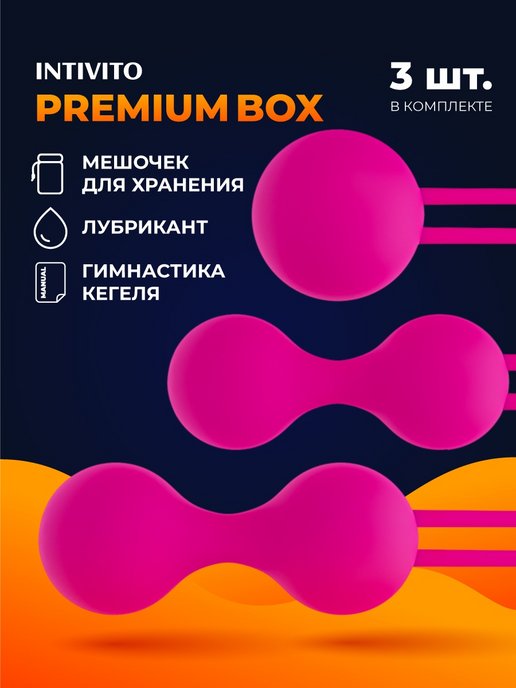 INTIVITO
PREMIUM BOX
3 шт.
В КОМПЛЕКТЕ
МЕШОЧЕК
ДЛЯ ХРАНЕНИЯ
ЛУБРИКАНТ
MANUAL
ГИМНАСТИКА
КЕГЕЛЯ